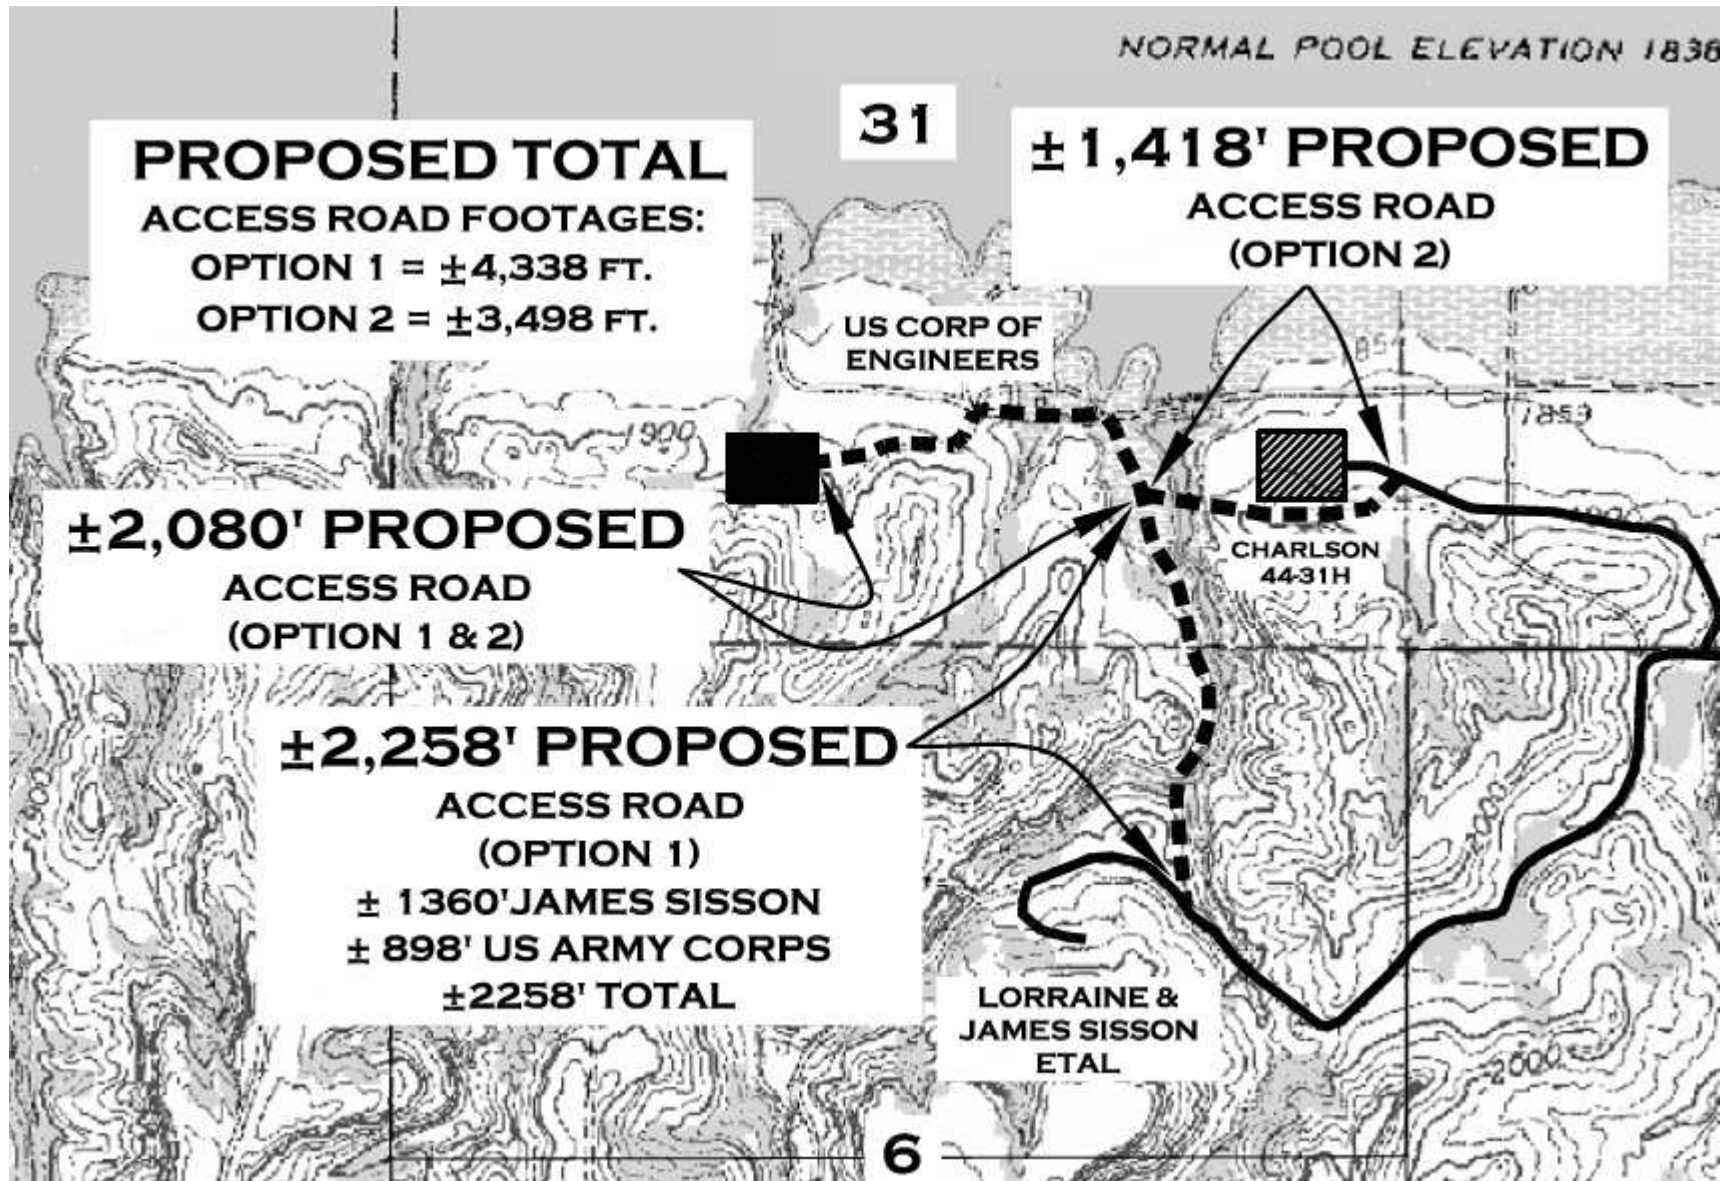 NORMAL POOL ELEVATION 1838
31
PROPOSED TOTAL
ACCESS ROAD FOOTAGES:
OPTION 1 = ±4,338 FT.
OPTION 2 = ±3,498 FT.
±1,418' PROPOSED
ACCESS ROAD
(OPTION 2)
US CORP OF
ENGINEERS
1853
1900
±2,080' PROPOSED
ACCESS ROAD
(OPTION 1 & 2)
CHARLSON
44-31H
±2,258' PROPOSED
ACCESS ROAD
(OPTION 1)
± 1360'JAMES SISSON
± 898' US ARMY CORPS
±2258' TOTAL
LORRAINE &
JAMES SISSON
ETAL
2000
6